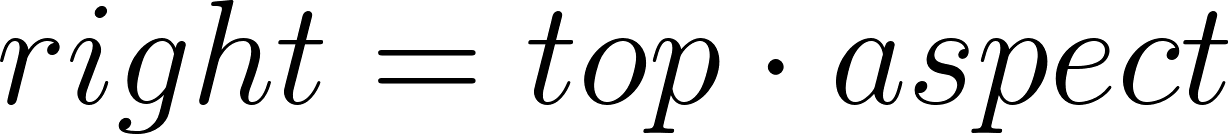 right = top · aspect